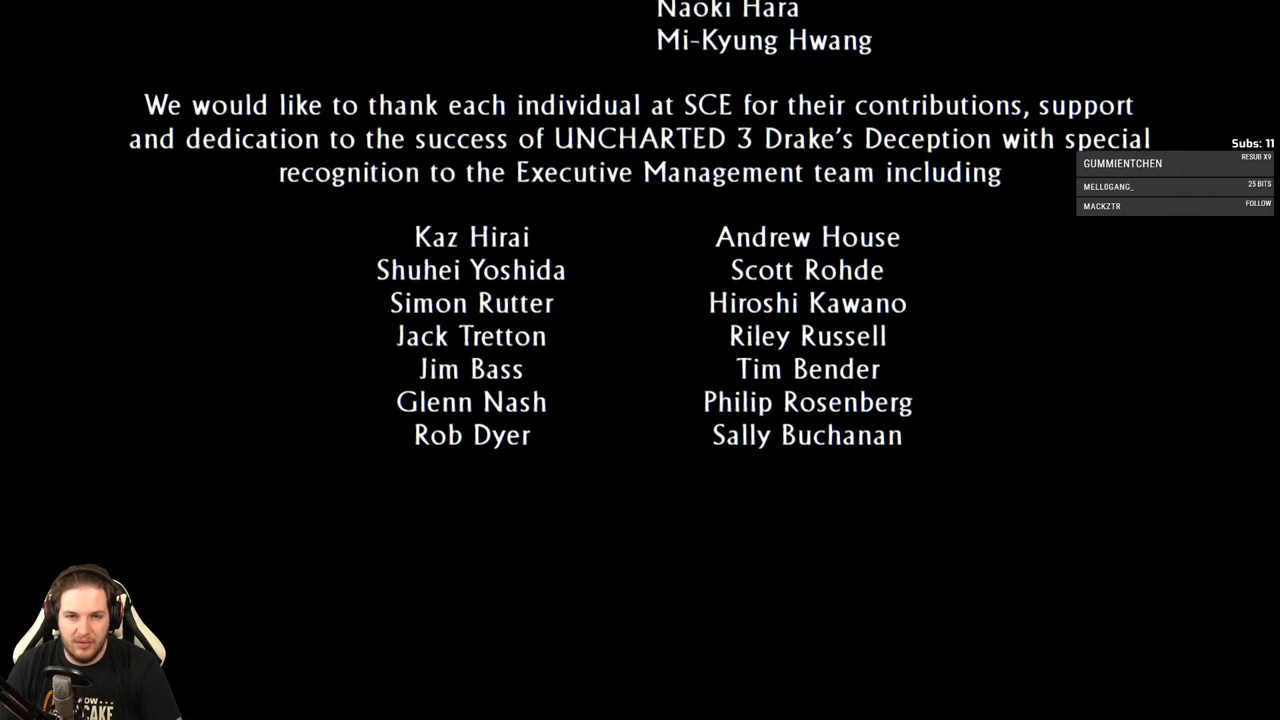 Naoki Hara
Mi-Kyung Hwang
We would like to thank each individual at SCE for their contributions, support
and dedication to the success of UNCHARTED 3 Drake's Deception with special
recognition to the Executive Management team including
Subs: 11
GUMMIENTCHEN RESUB X9
MELL0GANG_ 25 BITS
MACKZTR FOLLOW
Kaz Hirai Andrew House
Shuhei Yoshida Scott Rohde
Simon Rutter Hiroshi Kawano
Jack Tretton Riley Russell
Jim Bass Tim Bender
Glenn Nash Philip Rosenberg
Rob Dyer Sally Buchanan